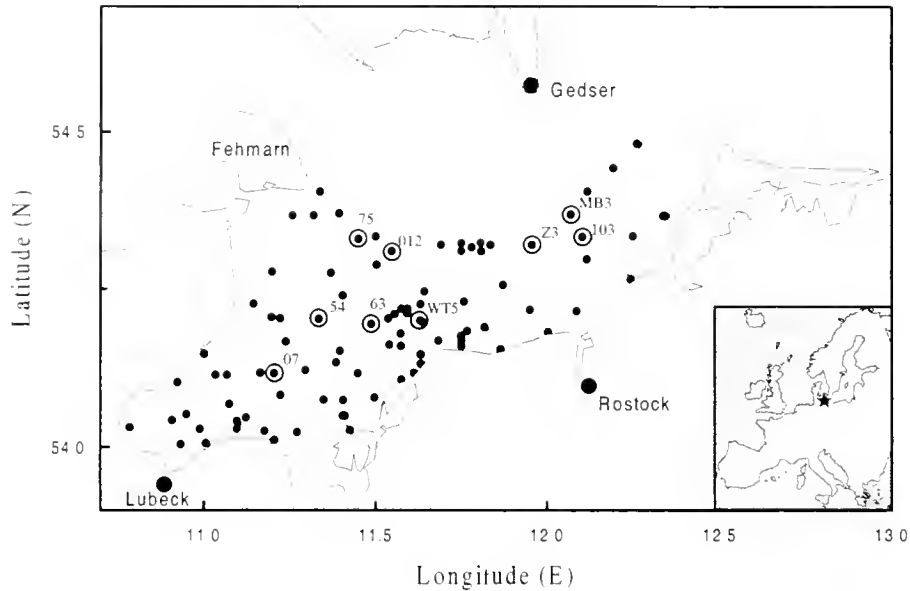 Gedser
54.5
Fehmarn
MB3
75
103
012
Z3
54
63
WT5
07
Rostock
54.0
Lubeck
11.0
11.5
12.0
12.5
13.0
Latitude (N)
Longitude (E)